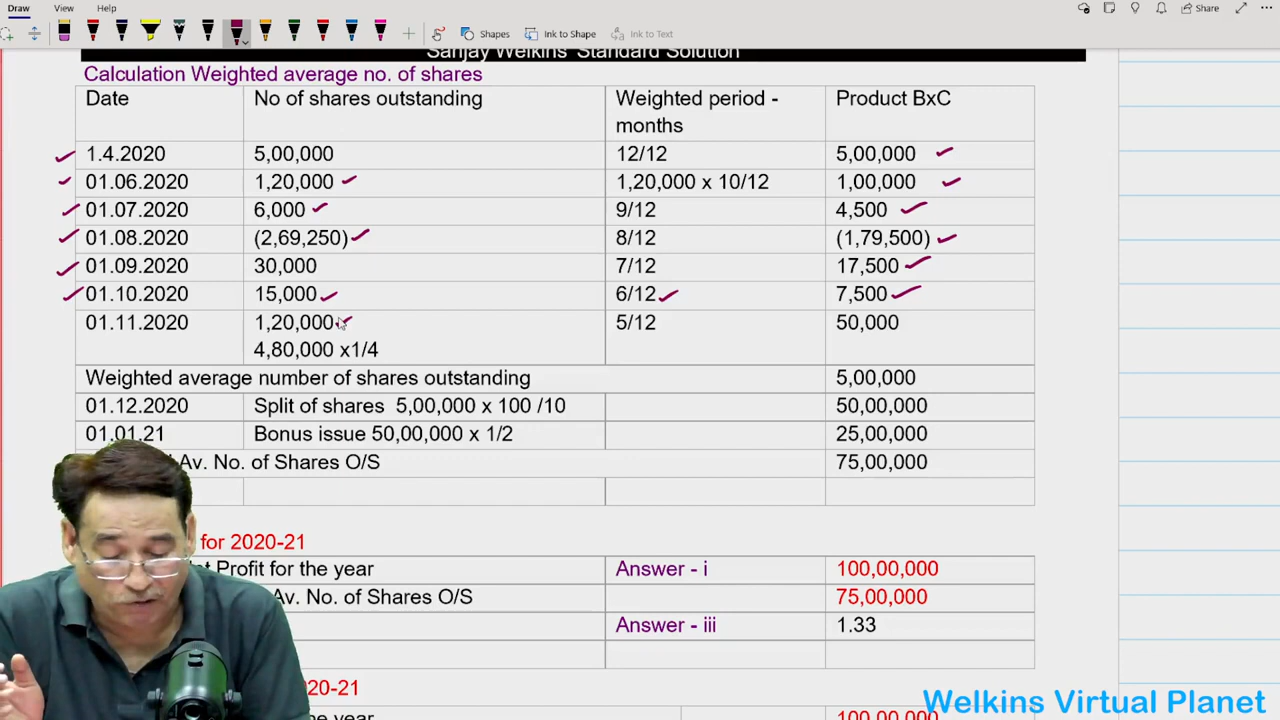 Draw View Help
Shapes Ink to Shape Ink to Text Share
Sanjay Welkins' Standard Solution
Calculation Weighted average no. of shares
Date No of shares outstanding Weighted period - months Product BxC
1.4.2020 5,00,000 12/12 5,00,000
01.06.2020 1,20,000 1,20,000 x 10/12 1,00,000
01.07.2020 6,000 9/12 4,500
01.08.2020 (2,69,250) 8/12 (1,79,500)
01.09.2020 30,000 7/12 17,500
01.10.2020 15,000 6/12 7,500
01.11.2020 1,20,000 5/12 50,000
4,80,000 x1/4
Weighted average number of shares outstanding 5,00,000
01.12.2020 Split of shares 5,00,000 x 100 /10 50,00,000
01.01.21 Bonus issue 50,00,000 x 1/2 25,00,000
Av. No. of Shares O/S 75,00,000
for 2020-21
Profit for the year Answer - i 100,00,000
Av. No. of Shares O/S 75,00,000
Answer - iii 1.33
20-21
the year 100,00,000
Welkins Virtual Planet